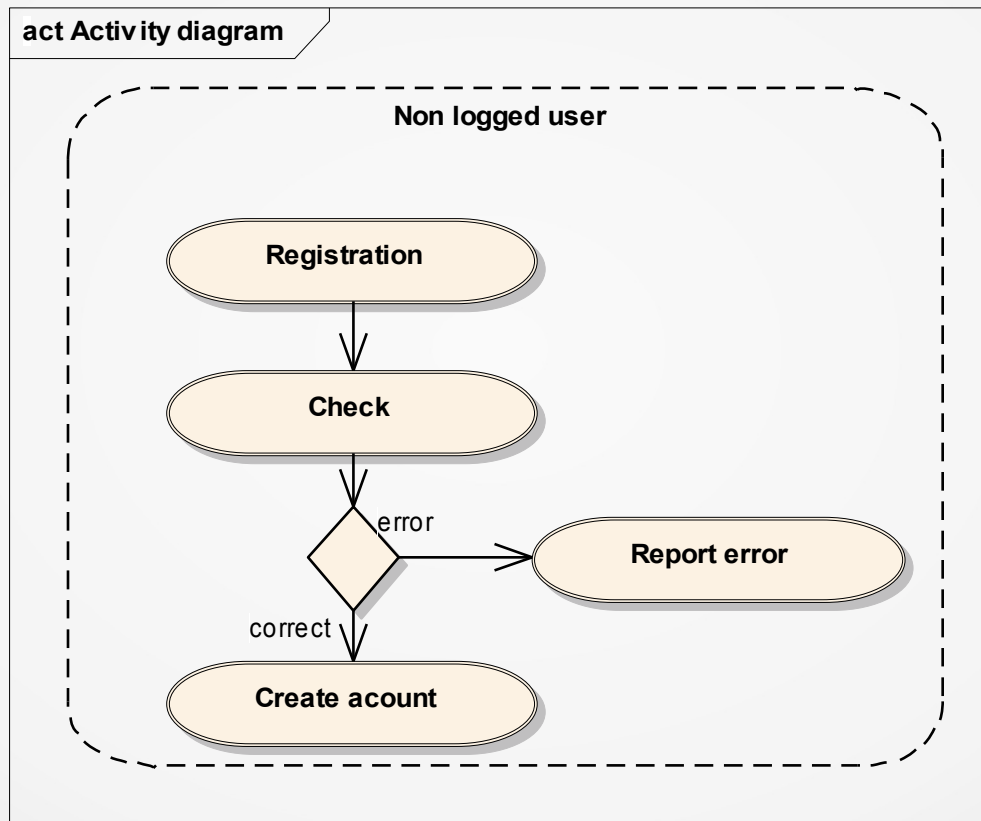 act Activity diagram
Non logged user
Registration
Check
error
Report error
correct
Create acount